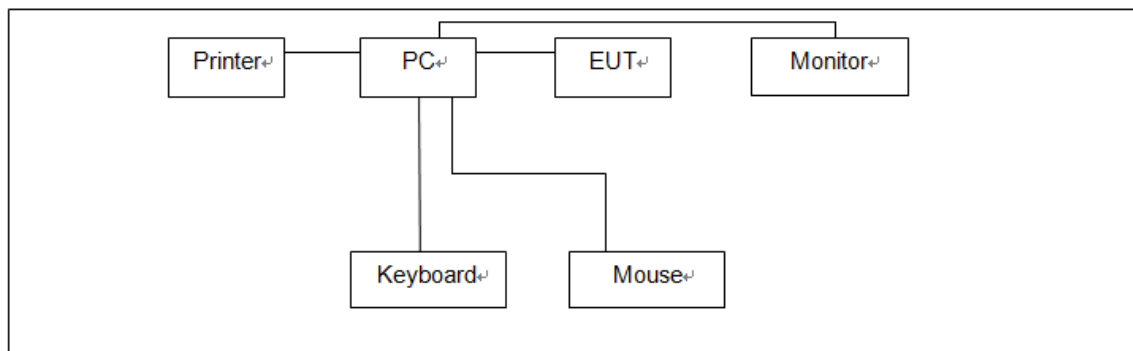 Printer
PC
EUT
Monitor
Keyboard
Mouse